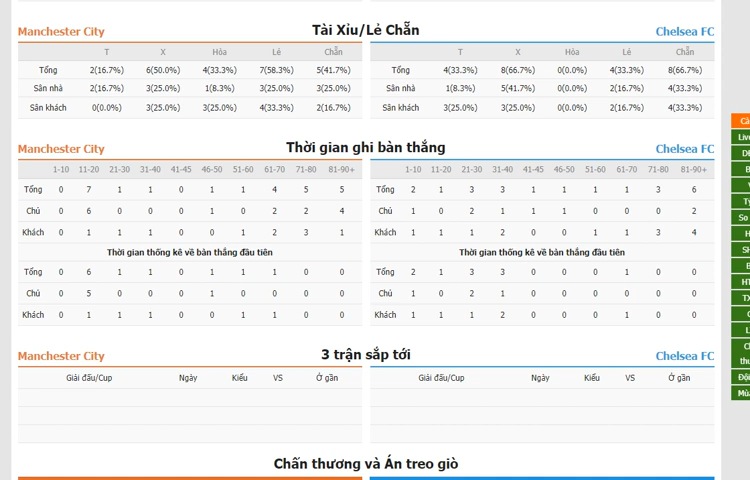 Manchester City Tài Xỉu/Lẻ Chẵn Chelsea FC
T X Hòa Lẻ Chẵn T X Hòa Lẻ Chẵn
Tổng 2(16.7%) 6(50.0%) 4(33.3%) 7(58.3%) 5(41.7%) Tổng 4(33.3%) 8(66.7%) 0(0.0%) 4(33.3%) 8(66.7%)
Sân nhà 2(16.7%) 3(25.0%) 1(8.3%) 3(25.0%) 3(25.0%) Sân nhà 1(8.3%) 5(41.7%) 0(0.0%) 2(16.7%) 4(33.3%)
Sân khách 0(0.0%) 3(25.0%) 3(25.0%) 4(33.3%) 2(16.7%) Sân khách 3(25.0%) 3(25.0%) 0(0.0%) 2(16.7%) 4(33.3%)
Manchester City Thời gian ghi bàn thắng Chelsea FC
1-10 11-20 21-30 31-40 41-45 46-50 51-60 61-70 71-80 81-90+ 1-10 11-20 21-30 31-40 41-45 46-50 51-60 61-70 71-80 81-90+
Tổng 0 7 1 1 0 1 1 4 5 5 Tổng 2 1 3 3 1 1 1 1 3 6
Chủ 0 6 0 0 0 1 0 2 2 4 Chủ 1 0 2 1 1 1 0 0 0 2
Khách 0 1 1 1 0 0 1 2 3 1 Khách 1 1 1 2 0 0 1 1 3 4
Thời gian thống kê về bàn thắng đầu tiên Thời gian thống kê về bàn thắng đầu tiên
Tổng 0 6 1 1 0 1 1 1 0 0 Tổng 2 1 3 3 0 0 0 1 0 0
Chủ 0 5 0 0 0 1 0 0 0 0 Chủ 1 0 2 1 0 0 0 0 0 0
Khách 0 1 1 1 0 0 1 1 0 0 Khách 1 1 1 2 0 0 0 1 0 0
Manchester City 3 trận sắp tới Chelsea FC
Giải đấu/Cup Ngày Kiểu VS Ở gần Giải đấu/Cup Ngày Kiểu VS Ở gần
Chấn thương và Án treo giò